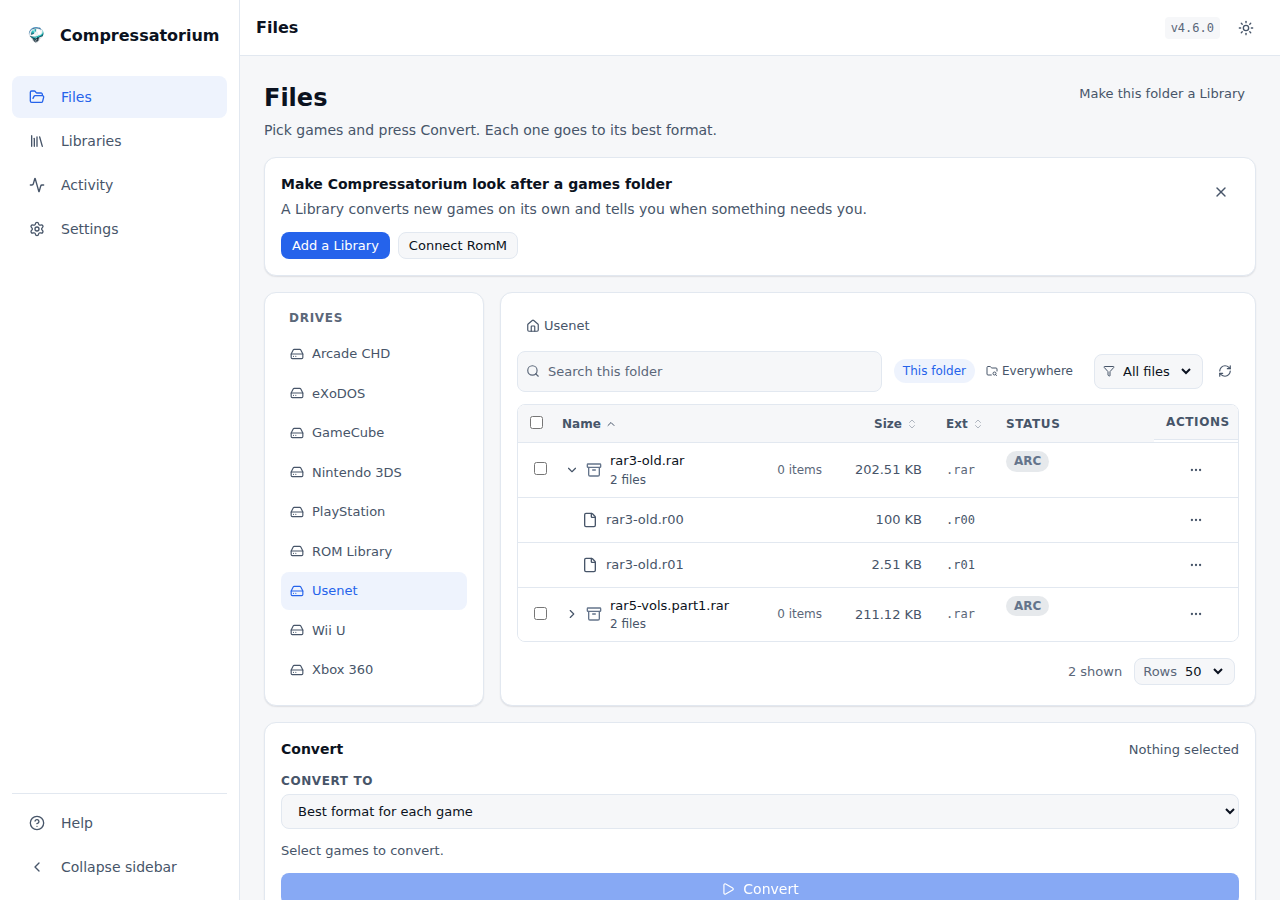 Compressatorium
Files
Libraries
Activity
Settings
Help
Collapse sidebar
Files
v4.6.0
Files
Make this folder a Library
Pick games and press Convert. Each one goes to its best format.
Make Compressatorium look after a games folder
A Library converts new games on its own and tells you when something needs you.
Add a Library
Connect RomM
DRIVES
Arcade CHD
eXoDOS
GameCube
Nintendo 3DS
PlayStation
ROM Library
Usenet
Wii U
Xbox 360
Usenet
Search this folder
This folder
Everywhere
All files
Name Size Ext STATUS ACTIONS
rar3-old.rar 0 items 202.51 KB .rar ARC
2 files
rar3-old.r00 100 KB .r00
rar3-old.r01 2.51 KB .r01
rar5-vols.part1.rar 0 items 211.12 KB .rar ARC
2 files
2 shown Rows 50
Convert
Nothing selected
CONVERT TO
Best format for each game
Select games to convert.
Convert